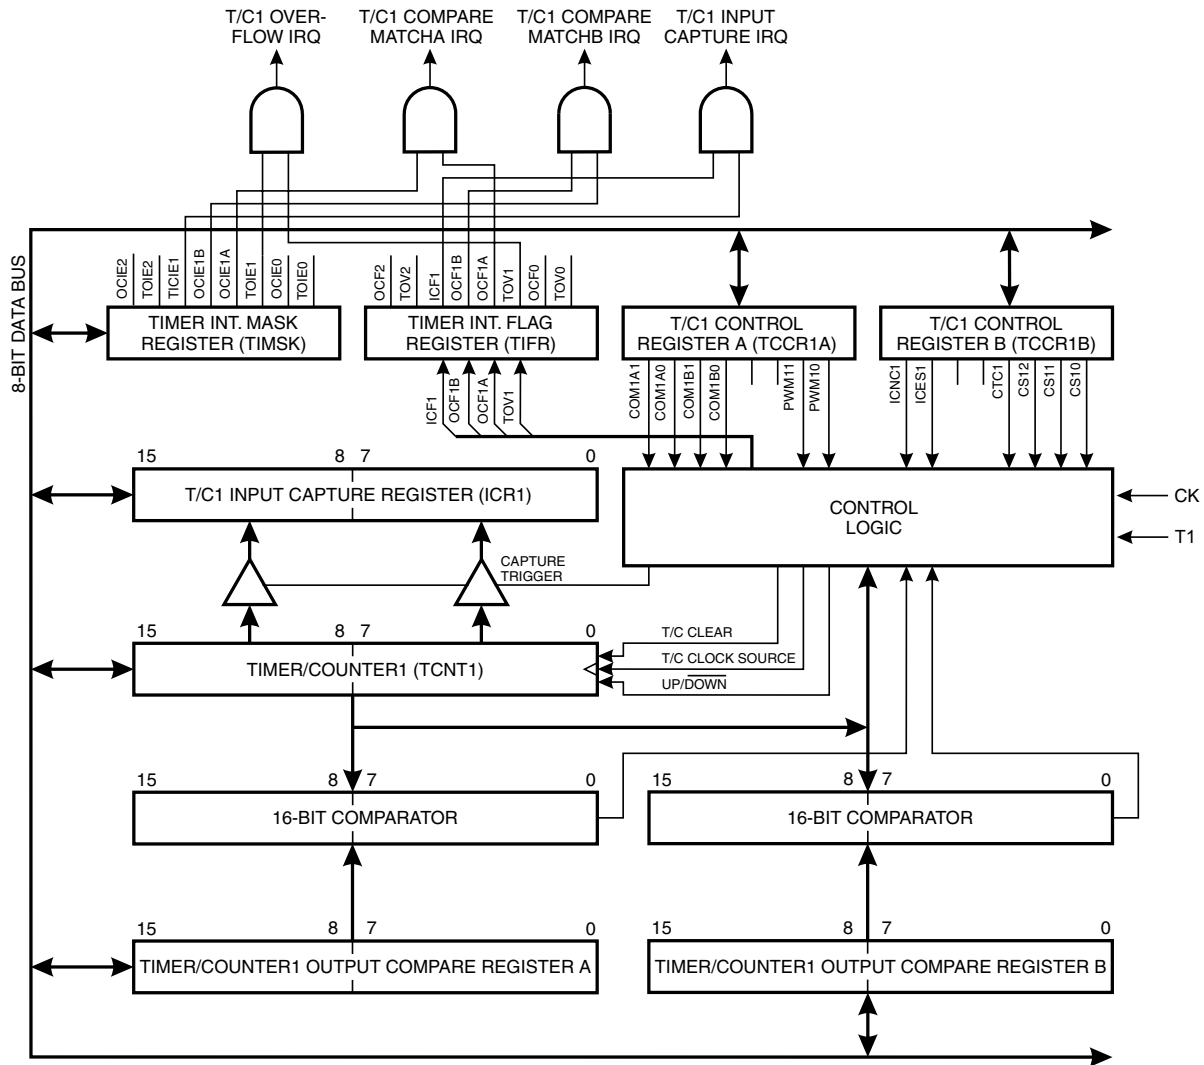 T/C1 OVER-
FLOW IRQ
T/C1 COMPARE
MATCHA IRQ
T/C1 COMPARE
MATCHB IRQ
T/C1 INPUT
CAPTURE IRQ
8-BIT DATA BUS
OCIE2
TOIE2
TICIE1
OCIE1B
OCIE1A
TOIE1
OCIE0
TOIE0
OCF2
TOV2
ICF1
OCF1B
OCF1A
TOV1
OCF0
TOV0
TIMER INT. MASK
REGISTER (TIMSK)
TIMER INT. FLAG
REGISTER (TIFR)
T/C1 CONTROL
REGISTER A (TCCR1A)
T/C1 CONTROL
REGISTER B (TCCR1B)
ICF1
OCF1B
OCF1A
TOV1
COM1A1
COM1A0
COM1B1
COM1B0
PWM11
PWM10
ICNC1
ICES1
CTC1
CS12
CS11
CS10
15 8 7 0
T/C1 INPUT CAPTURE REGISTER (ICR1)
CONTROL
LOGIC
CK
T1
CAPTURE
TRIGGER
15 8 7 0
TIMER/COUNTER1 (TCNT1)
T/C CLEAR
T/C CLOCK SOURCE
UP/DOWN
15 8 7 0
16-BIT COMPARATOR
15 8 7 0
16-BIT COMPARATOR
15 8 7 0
TIMER/COUNTER1 OUTPUT COMPARE REGISTER A
15 8 7 0
TIMER/COUNTER1 OUTPUT COMPARE REGISTER B